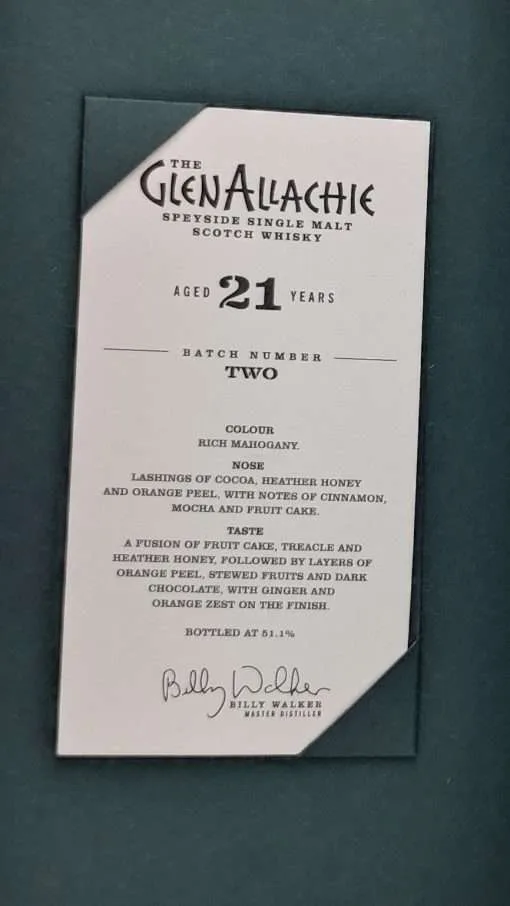 THE
GLENALLACHIE
SPEYSIDE SINGLE MALT
SCOTCH WHISKY
AGED 21 YEARS
BATCH NUMBER
TWO
COLOUR
RICH MAHOGANY.
NOSE
LASHINGS OF COCOA, HEATHER HONEY
AND ORANGE PEEL, WITH NOTES OF CINNAMON,
MOCHA AND FRUIT CAKE.
TASTE
A FUSION OF FRUIT CAKE, TREACLE AND
HEATHER HONEY, FOLLOWED BY LAYERS OF
ORANGE PEEL, STEWED FRUITS AND DARK
CHOCOLATE, WITH GINGER AND
ORANGE ZEST ON THE FINISH.
BOTTLED AT 51.1%
Billy Walker
BILLY WALKER
MASTER DISTILLER